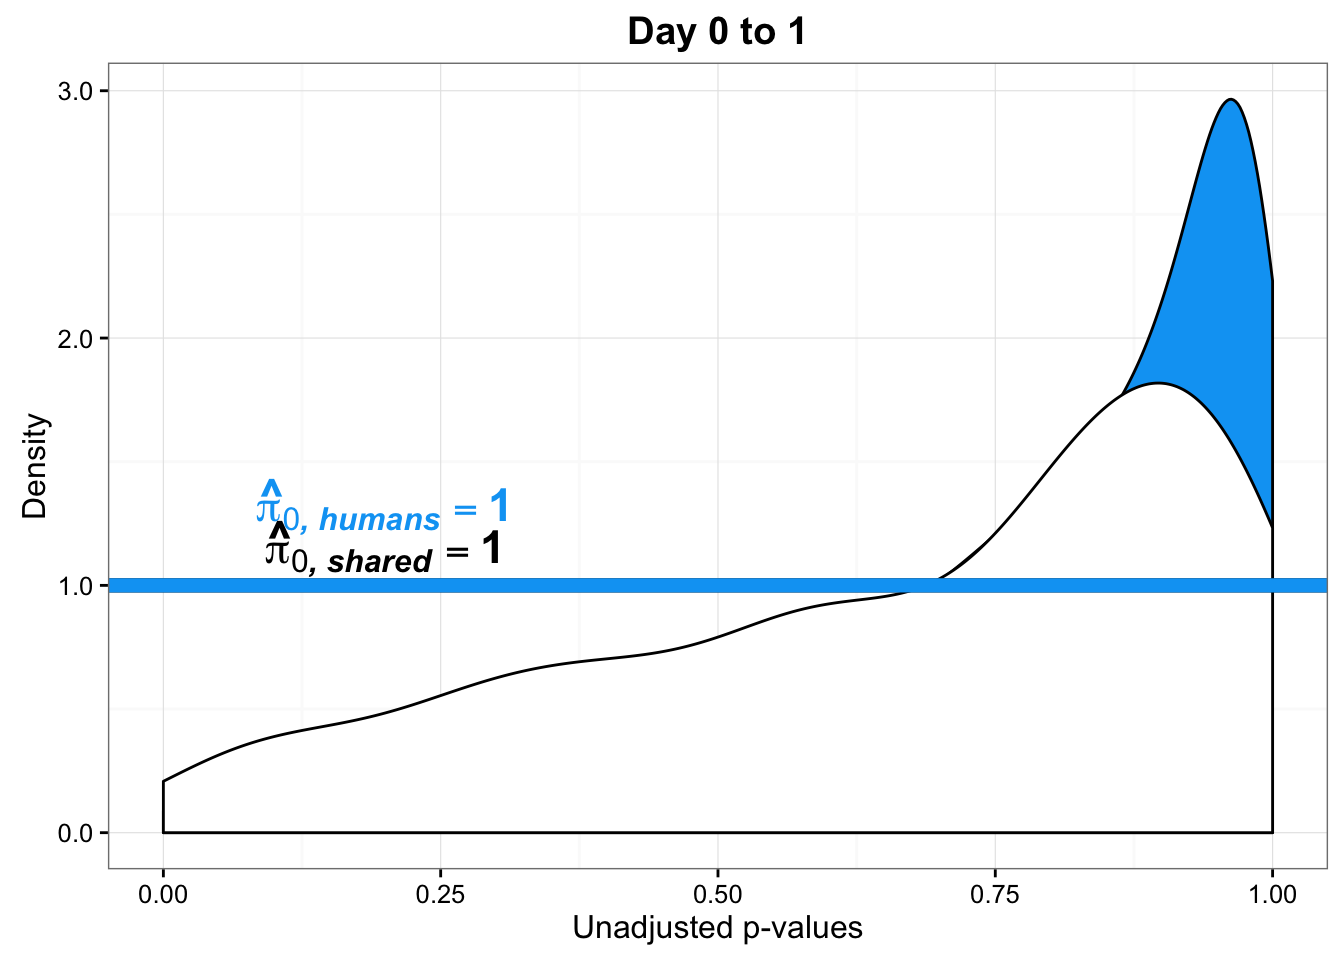 Day 0 to 1
3.0
2.0
1.0
0.0
Density
π̂0, humans = 1
π̂0, shared = 1
0.00 0.25 0.50 0.75 1.00
Unadjusted p-values